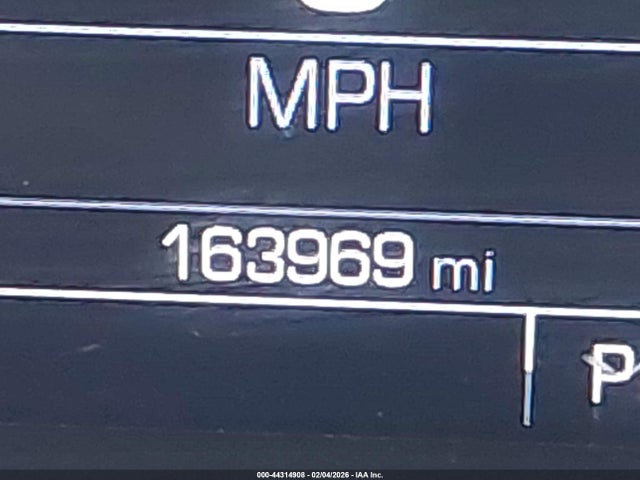 MPH
163969 mi
P
000-44314908 - 02/04/2026 - IAA Inc.